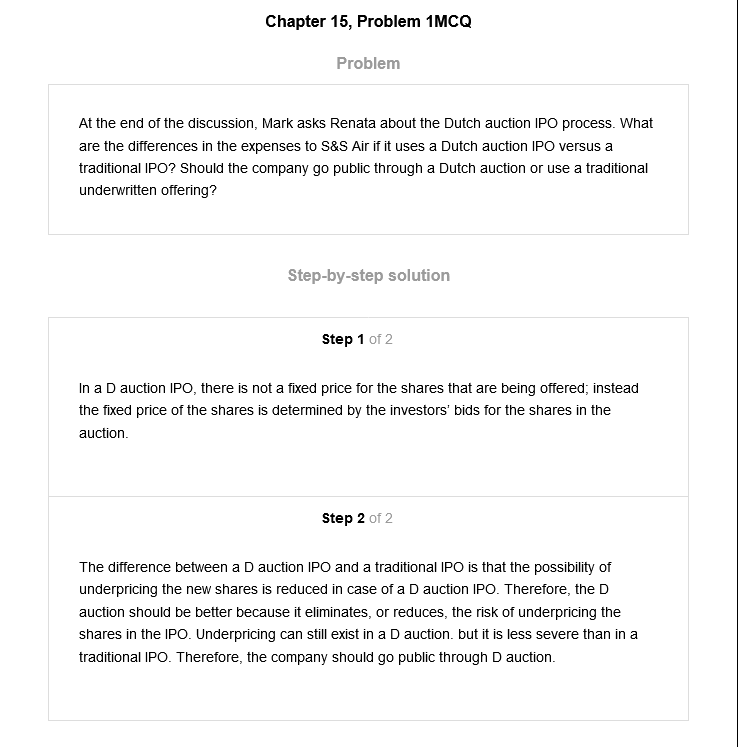 Chapter 15, Problem 1MCQ
Problem
At the end of the discussion, Mark asks Renata about the Dutch auction IPO process. What
are the differences in the expenses to S&S Air if it uses a Dutch auction IPO versus a
traditional IPO? Should the company go public through a Dutch auction or use a traditional
underwritten offering?
Step-by-step solution
Step 1 of 2
In a D auction IPO, there is not a fixed price for the shares that are being offered; instead
the fixed price of the shares is determined by the investors' bids for the shares in the
auction.
Step 2 of 2
The difference between a D auction IPO and a traditional IPO is that the possibility of
underpricing the new shares is reduced in case of a D auction IPO. Therefore, the D
auction should be better because it eliminates, or reduces, the risk of underpricing the
shares in the IPO. Underpricing can still exist in a D auction. but it is less severe than in a
traditional IPO. Therefore, the company should go public through D auction.